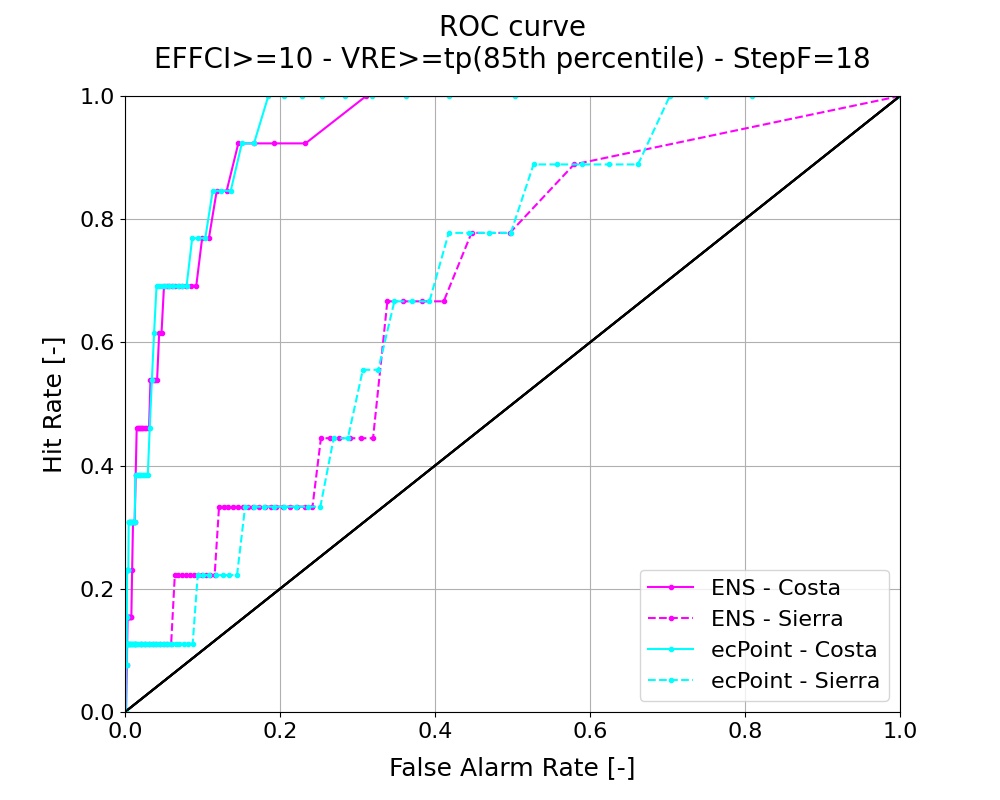 ROC curve
EFFCI>=10 - VRE>=tp(85th percentile) - StepF=18
Hit Rate [-]
1.0
0.8
0.6
0.4
0.2
0.0
0.0
0.2
0.4
0.6
0.8
1.0
False Alarm Rate [-]
ENS - Costa
ENS - Sierra
ecPoint - Costa
ecPoint - Sierra